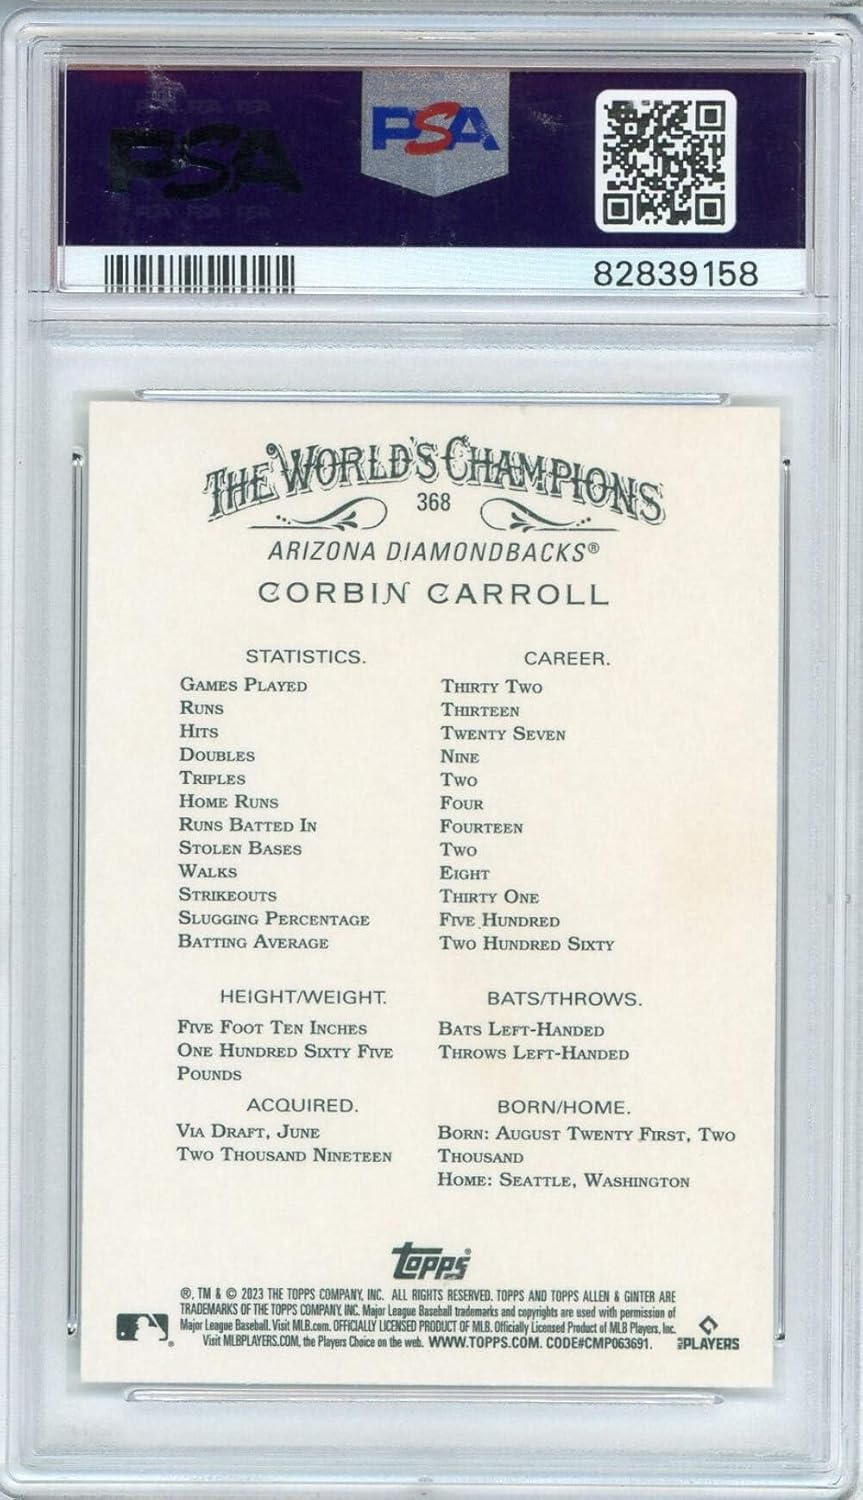 PSA PSA PSA
PSA
PSA PSA PSA
PSA
82839158
THE WORLD'S CHAMPIONS
368
ARIZONA DIAMONDBACKS®
CORBIN CARROLL
STATISTICS. CAREER.
GAMES PLAYED THIRTY TWO
RUNS THIRTEEN
HITS TWENTY SEVEN
DOUBLES NINE
TRIPLES TWO
HOME RUNS FOUR
RUNS BATTED IN FOURTEEN
STOLEN BASES TWO
WALKS EIGHT
STRIKEOUTS THIRTY ONE
SLUGGING PERCENTAGE FIVE HUNDRED
BATTING AVERAGE TWO HUNDRED SIXTY
HEIGHT/WEIGHT.
FIVE FOOT TEN INCHES
ONE HUNDRED SIXTY FIVE
POUNDS
BATS/THROWS.
BATS LEFT-HANDED
THROWS LEFT-HANDED
ACQUIRED.
VIA DRAFT, JUNE
TWO THOUSAND NINETEEN
BORN/HOME.
BORN: AUGUST TWENTY FIRST, TWO
THOUSAND
HOME: SEATTLE, WASHINGTON
Topps®
®, TM & © 2023 THE TOPPS COMPANY, INC. ALL RIGHTS RESERVED. TOPPS AND TOPPS ALLEN & GINTER ARE
TRADEMARKS OF THE TOPPS COMPANY, INC. Major League Baseball trademarks and copyrights are used with permission of
Major League Baseball. Visit MLB.com. OFFICIALLY LICENSED PRODUCT OF MLB. Officially Licensed Product of MLB Players, Inc.
Visit MLBPLAYERS.COM, the Players Choice on the web. WWW.TOPPS.COM. CODE#CMP063691.
MLB PLAYERS